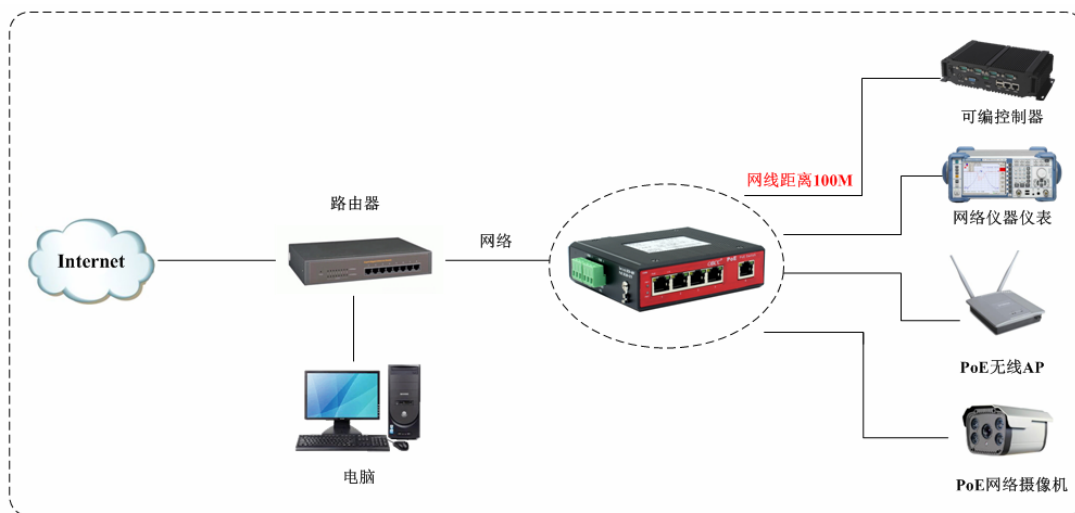 可编控制器
网线距离100M
网络仪器仪表
路由器
网络
Internet
PoE
PoE无线AP
电脑
PoE网络摄像机